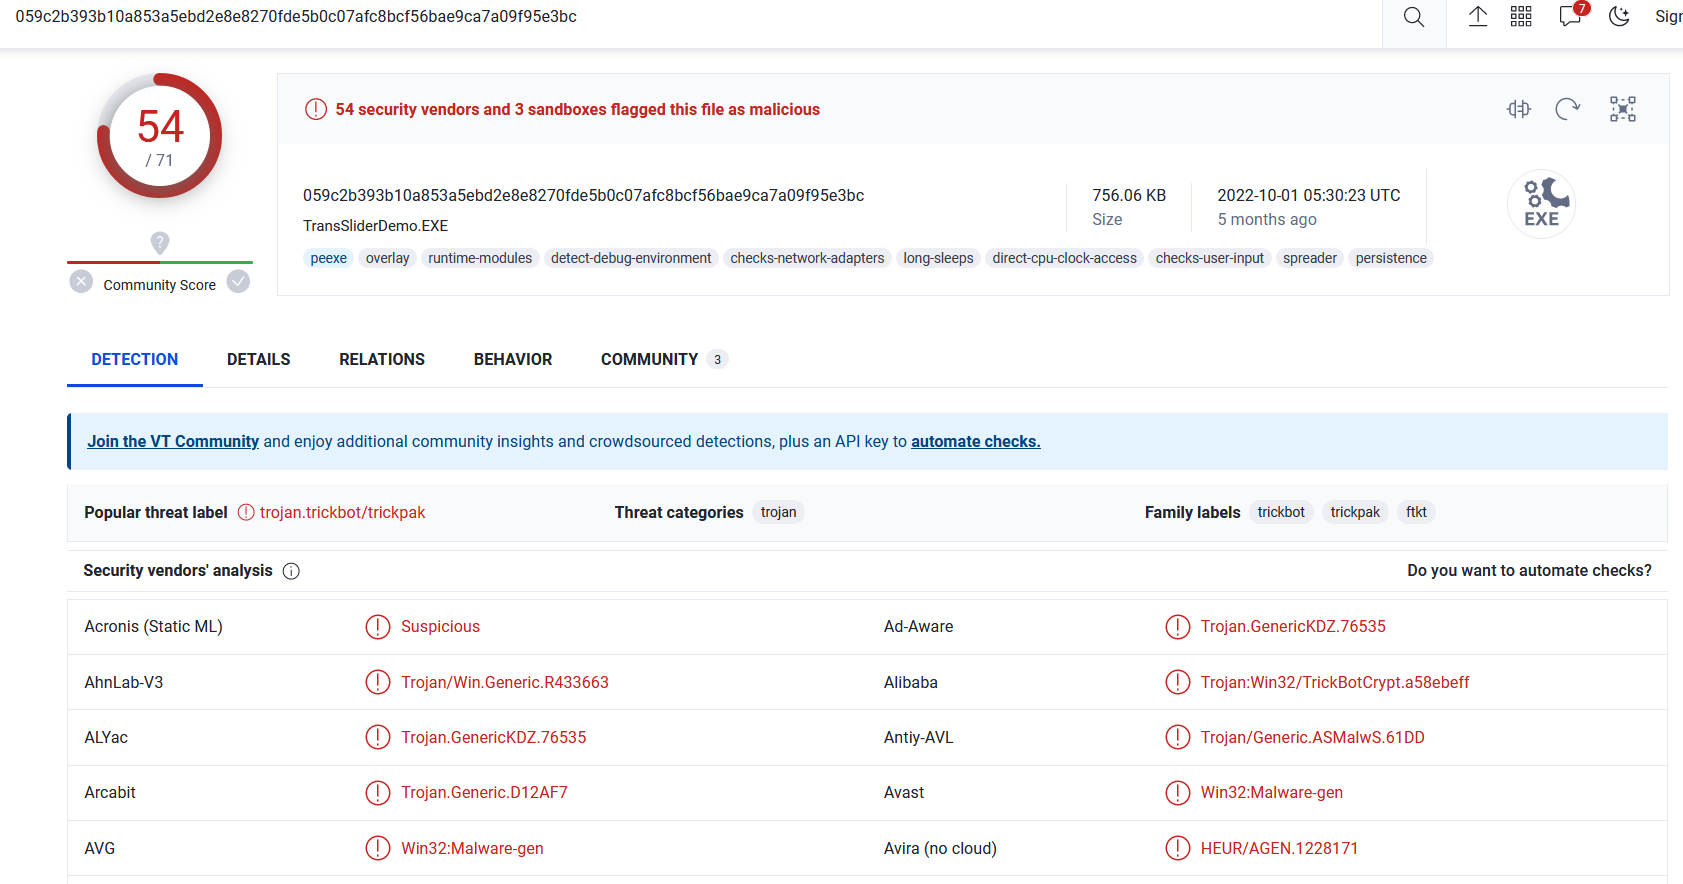 059c2b393b10a853a5ebd2e8e8270fde5b0c07afc8bcf56bae9ca7a09f95e3bc
7
Sign
54
/ 71
? Community Score
54 security vendors and 3 sandboxes flagged this file as malicious
059c2b393b10a853a5ebd2e8e8270fde5b0c07afc8bcf56bae9ca7a09f95e3bc
TransSliderDemo.EXE
756.06 KB
Size
2022-10-01 05:30:23 UTC
5 months ago
EXE
peexe overlay runtime-modules detect-debug-environment checks-network-adapters long-sleeps direct-cpu-clock-access checks-user-input spreader persistence
DETECTION DETAILS RELATIONS BEHAVIOR COMMUNITY 3
Join the VT Community and enjoy additional community insights and crowdsourced detections, plus an API key to automate checks.
Popular threat label trojan.trickbot/trickpak Threat categories trojan Family labels trickbot trickpak ftkt
Security vendors' analysis Do you want to automate checks?
Acronis (Static ML) Suspicious Ad-Aware Trojan.GenericKDZ.76535
AhnLab-V3 Trojan/Win.Generic.R433663 Alibaba Trojan:Win32/TrickBotCrypt.a58ebeff
ALYac Trojan.GenericKDZ.76535 Antiy-AVL Trojan/Generic.ASMalwS.61DD
Arcabit Trojan.Generic.D12AF7 Avast Win32:Malware-gen
AVG Win32:Malware-gen Avira (no cloud) HEUR/AGEN.1228171